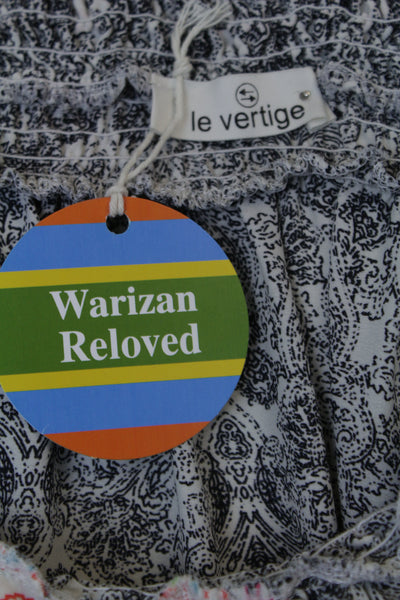 le vertige
Warizan
Reloved